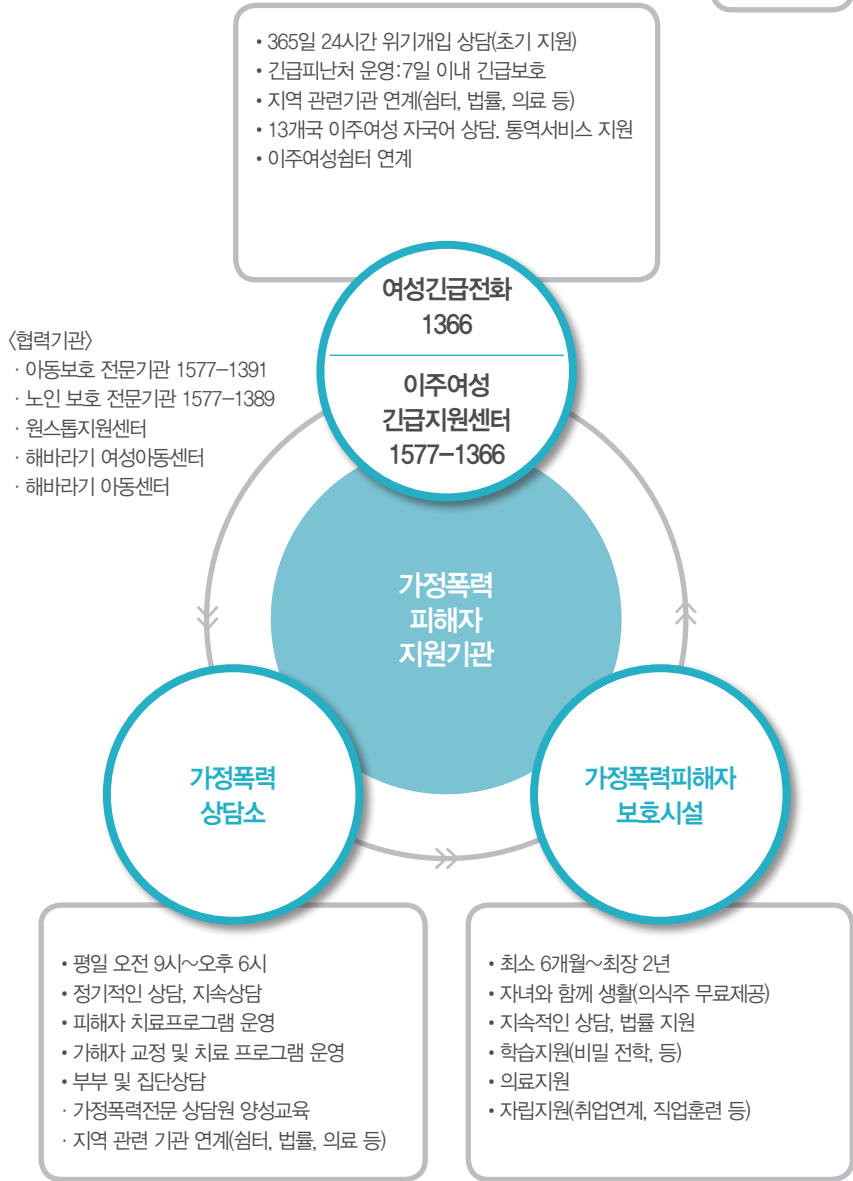 • 365일 24시간 위기개입 상담(초기 지원)
• 긴급피난처 운영:7일 이내 긴급보호
• 지역 관련기관 연계(쉼터, 법률, 의료 등)
• 13개국 이주여성 자국어 상담, 통역서비스 지원
• 이주여성쉼터 연계
여성긴급전화
1366
이주여성
긴급지원센터
1577-1366
〈협력기관〉
· 아동보호 전문기관 1577-1391
· 노인 보호 전문기관 1577-1389
· 원스톱지원센터
· 해바라기 여성아동센터
· 해바라기 아동센터
가정폭력
피해자
지원기관
가정폭력
상담소
가정폭력피해자
보호시설
• 평일 오전 9시~오후 6시
• 정기적인 상담, 지속상담
• 피해자 치료프로그램 운영
• 가해자 교정 및 치료 프로그램 운영
• 부부 및 집단상담
· 가정폭력전문 상담원 양성교육
· 지역 관련 기관 연계(쉼터, 법률, 의료 등)
• 최소 6개월~최장 2년
• 자녀와 함께 생활(의식주 무료제공)
• 지속적인 상담, 법률 지원
• 학습지원(비밀 전학, 등)
• 의료지원
• 자립지원(취업연계, 직업훈련 등)